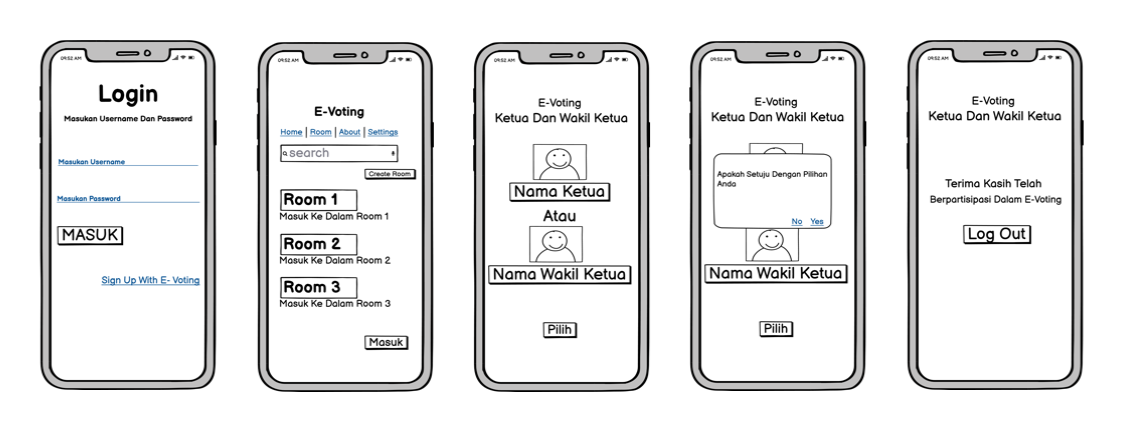 09:52 AM
Login
Masukan Username Dan Password
Masukan Username
Masukan Password
MASUK
Sign Up With E- Voting
09:52 AM
E-Voting
Home | Room | About | Settings
search
Create Room
Room 1
Masuk Ke Dalam Room 1
Room 2
Masuk Ke Dalam Room 2
Room 3
Masuk Ke Dalam Room 3
Masuk
09:52 AM
E-Voting
Ketua Dan Wakil Ketua
Nama Ketua
Atau
Nama Wakil Ketua
Pilih
09:52 AM
E-Voting
Ketua Dan Wakil Ketua
Apakah Setuju Dengan Pilihan
Anda
No Yes
Nama Wakil Ketua
Pilih
09:52 AM
E-Voting
Ketua Dan Wakil Ketua
Terima Kasih Telah
Berpartisipasi Dalam E-Voting
Log Out